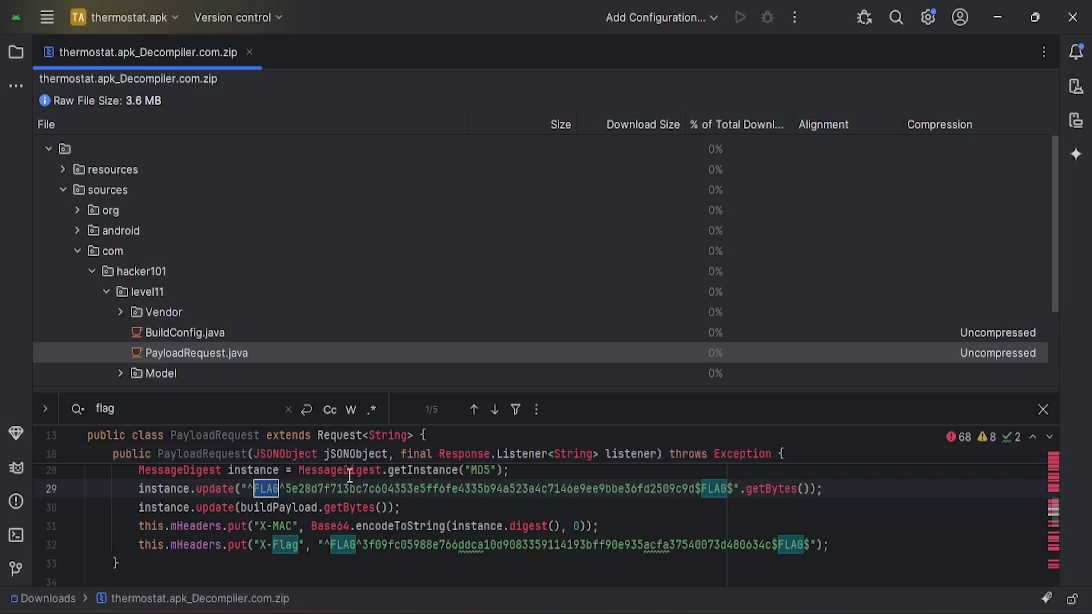 TA thermostat.apk Version control Add Configuration...
thermostat.apk_Decompiler.com.zip
thermostat.apk_Decompiler.com.zip
Raw File Size: 3.6 MB
File Size Download Size % of Total Downl... Alignment Compression
0%
resources 0%
sources 0%
org 0%
android 0%
com 0%
hacker101 0%
level11 0%
Vendor 0%
BuildConfig.java 0% Uncompressed
PayloadRequest.java 0% Uncompressed
Model 0%
flag Cc W .* 1/5
13 public class PayloadRequest extends Request<String> { 68 8 2
18 public PayloadRequest(JSONObject jSONObject, final Response.Listener<String> listener) throws Exception {
28 MessageDigest instance = MessageDigest.getInstance("MD5");
29 instance.update("^FLAG^5e28d7f713bc7c604353e5ff6fe4335b94a523a4c7146e9ee9bbe36fd2509c9d$FLAG$".getBytes());
30 instance.update(buildPayload.getBytes());
31 this.mHeaders.put("X-MAC", Base64.encodeToString(instance.digest(), 0));
32 this.mHeaders.put("X-Flag", "^FLAG^3f09fc05988e766ddca10d9083359114193bff90e935acfa37540073d480634c$FLAG$");
33 }
34
Downloads thermostat.apk_Decompiler.com.zip